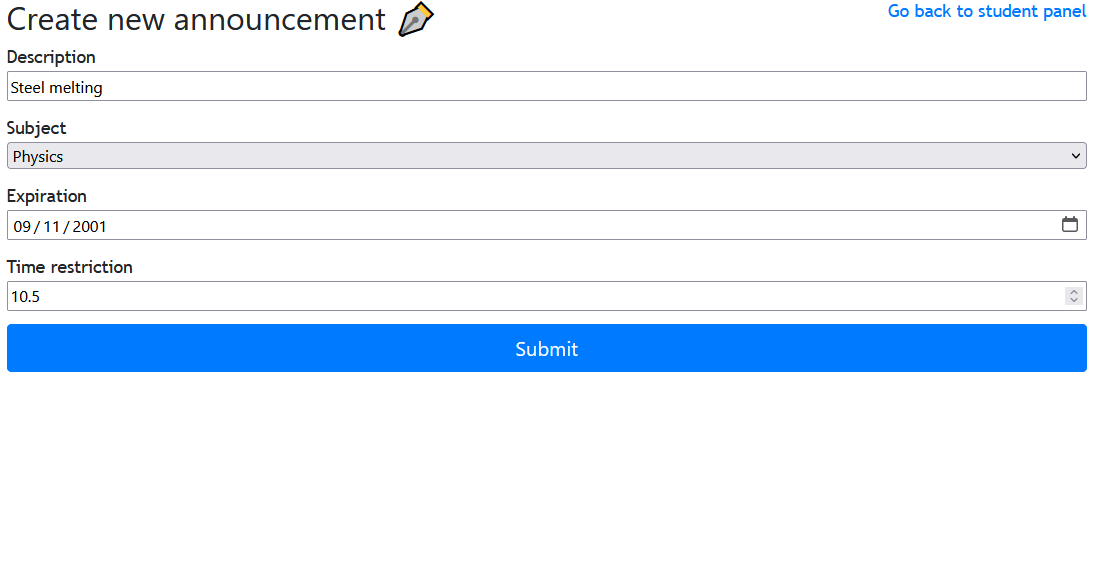 Create new announcement
Go back to student panel
Description
Steel melting
Subject
Physics
Expiration
09/11/2001
Time restriction
10.5
Submit